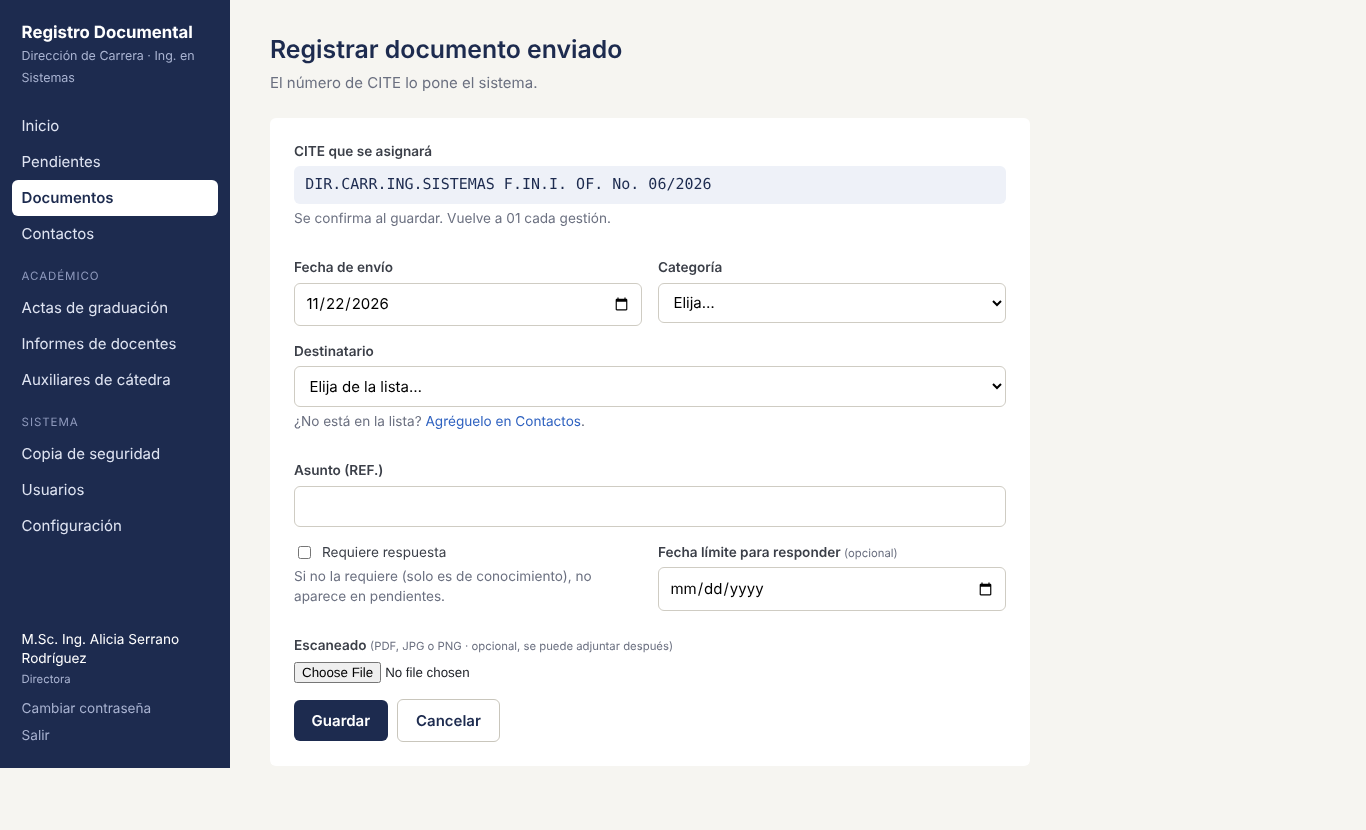 Registro Documental
Dirección de Carrera · Ing. en
Sistemas
Inicio
Pendientes
Documentos
Contactos
ACADÉMICO
Actas de graduación
Informes de docentes
Auxiliares de cátedra
SISTEMA
Copia de seguridad
Usuarios
Configuración
M.Sc. Ing. Alicia Serrano
Rodríguez
Directora
Cambiar contraseña
Salir
Registrar documento enviado
El número de CITE lo pone el sistema.
CITE que se asignará
DIR.CARR.ING.SISTEMAS F.IN.I. OF. No. 06/2026
Se confirma al guardar. Vuelve a 01 cada gestión.
Fecha de envío
11/22/2026
Categoría
Elija...
Destinatario
Elija de la lista...
¿No está en la lista? Agréguelo en Contactos.
Asunto (REF.)
Requiere respuesta
Si no la requiere (solo es de conocimiento), no
aparece en pendientes.
Fecha límite para responder (opcional)
mm/dd/yyyy
Escaneado (PDF, JPG o PNG · opcional, se puede adjuntar después)
Choose File No file chosen
Guardar
Cancelar